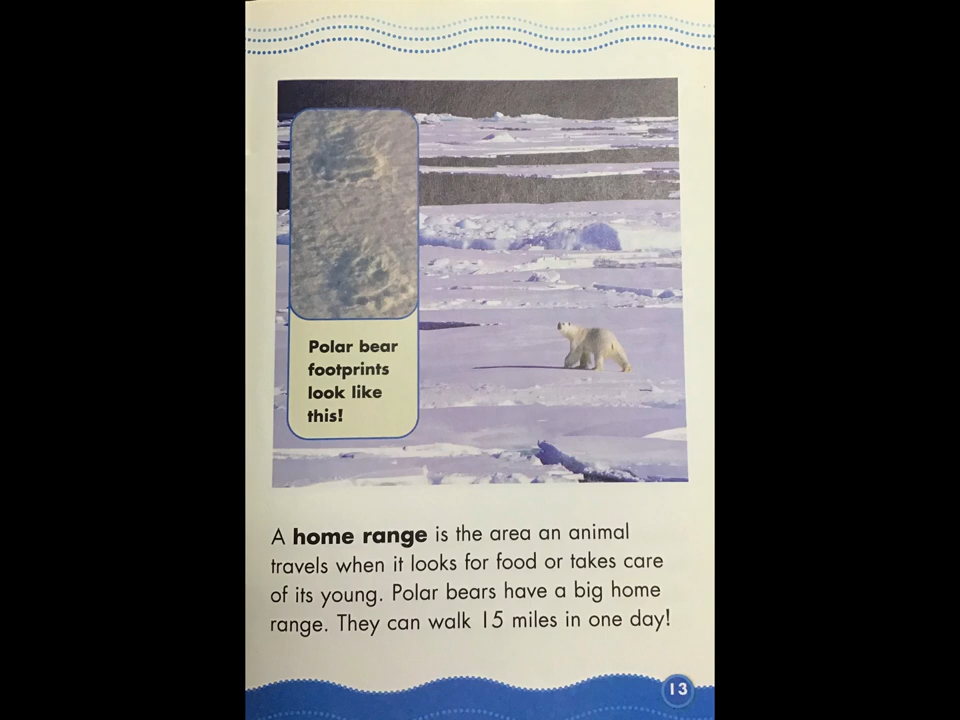 Polar bear
footprints
look like
this!
A home range is the area an animal
travels when it looks for food or takes care
of its young. Polar bears have a big home
range. They can walk 15 miles in one day!
13